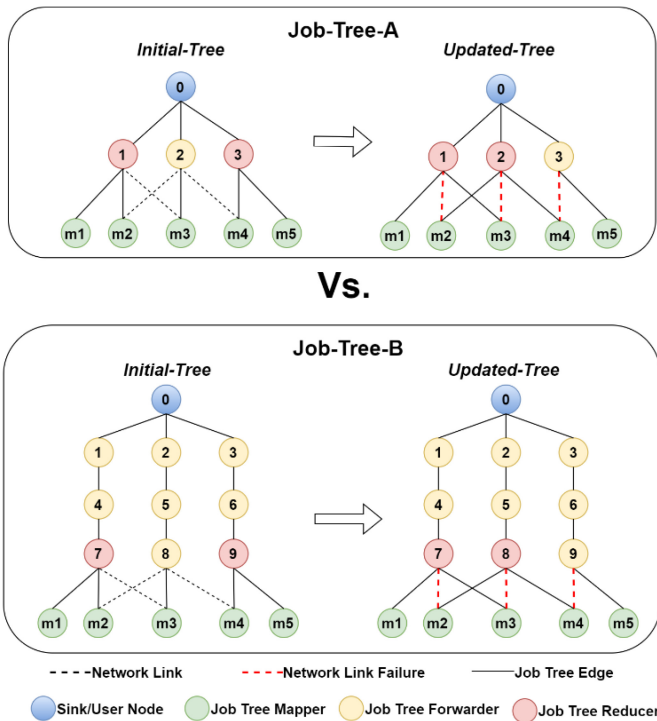 Job-Tree-A
Initial-Tree Updated-Tree
0 0
1 2 3 1 2 3
m1 m2 m3 m4 m5 m1 m2 m3 m4 m5
Vs.
Job-Tree-B
Initial-Tree Updated-Tree
0 0
1 2 3 1 2 3
4 5 6 4 5 6
7 8 9 7 8 9
m1 m2 m3 m4 m5 m1 m2 m3 m4 m5
Network Link Network Link Failure Job Tree Edge
Sink/User Node Job Tree Mapper Job Tree Forwarder Job Tree Reducer